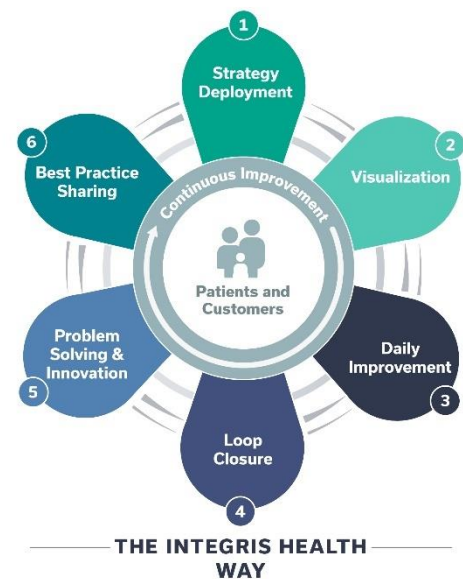 1
Strategy
Deployment
2
Visualization
3
Daily
Improvement
4
Loop
Closure
5
Problem
Solving &
Innovation
6
Best Practice
Sharing
Continuous Improvement
Patients and
Customers
THE INTEGRIS HEALTH
WAY